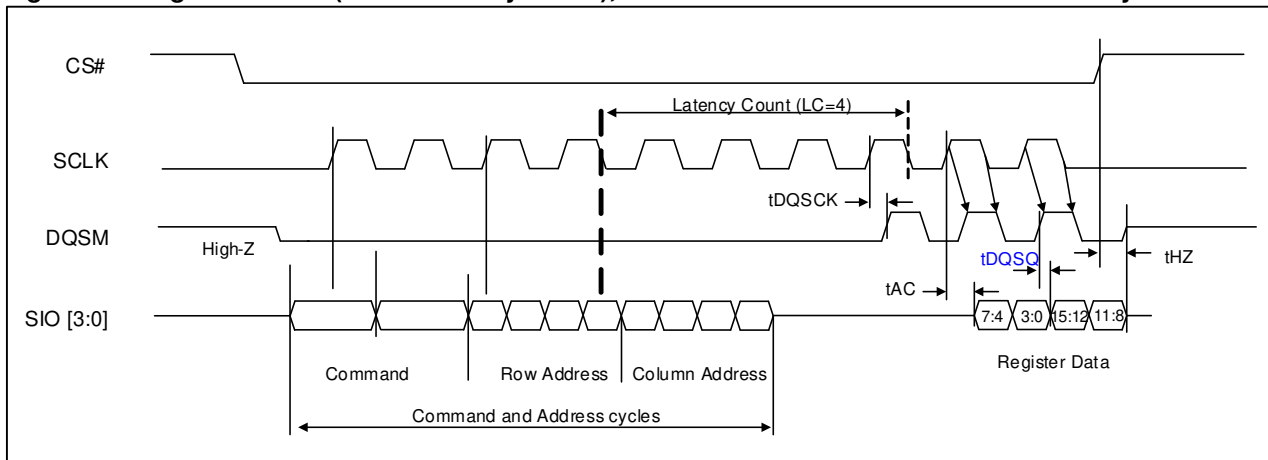 CS#
Latency Count (LC=4)
SCLK
tDQSCK
DQSM
High-Z
tDQSQ
tHZ
tAC
SIO [3:0]
7:4 3:0 15:12 11:8
Register Data
Command Row Address Column Address
Command and Address cycles